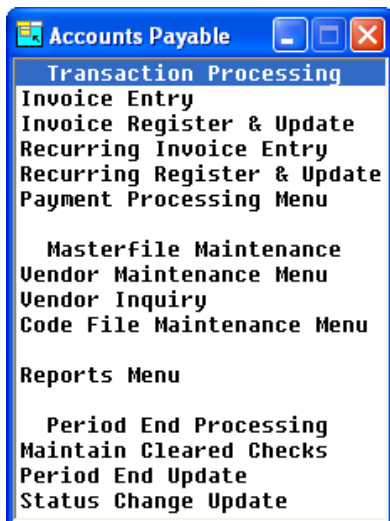 Accounts Payable
Transaction Processing
Invoice Entry
Invoice Register & Update
Recurring Invoice Entry
Recurring Register & Update
Payment Processing Menu
Masterfile Maintenance
Vendor Maintenance Menu
Vendor Inquiry
Code File Maintenance Menu
Reports Menu
Period End Processing
Maintain Cleared Checks
Period End Update
Status Change Update